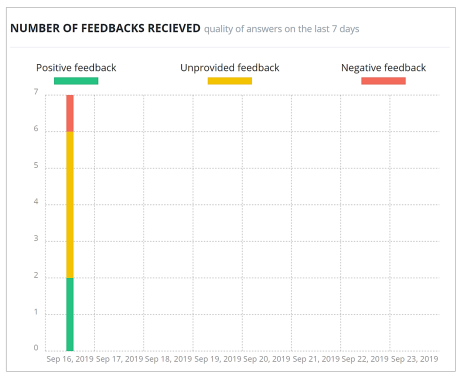 NUMBER OF FEEDBACKS RECIEVED quality of answers on the last 7 days
Positive feedback Unprovided feedback Negative feedback
7
6
5
4
3
2
1
0
Sep 16, 2019 Sep 17, 2019 Sep 18, 2019 Sep 19, 2019 Sep 20, 2019 Sep 21, 2019 Sep 22, 2019 Sep 23, 2019